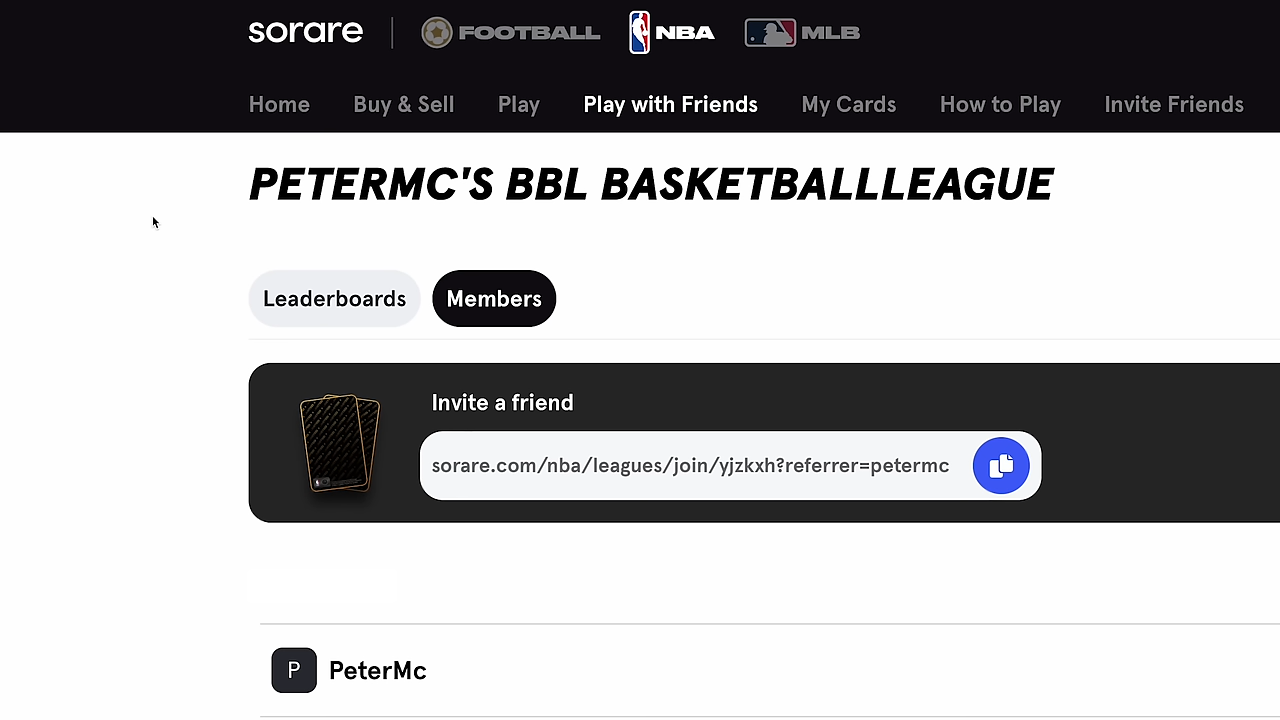 sorare FOOTBALL NBA MLB
Home Buy & Sell Play Play with Friends My Cards How to Play Invite Friends
PETERMC'S BBL BASKETBALLLEAGUE
Leaderboards Members
Invite a friend
sorare.com/nba/leagues/join/yjzkxh?referrer=petermc
P PeterMc